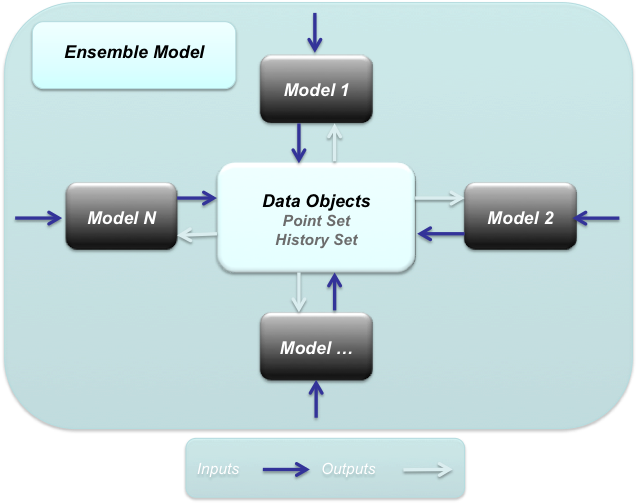 Ensemble Model
Model 1
Model N
Data Objects
Point Set
History Set
Model 2
Model ...
Inputs
Outputs